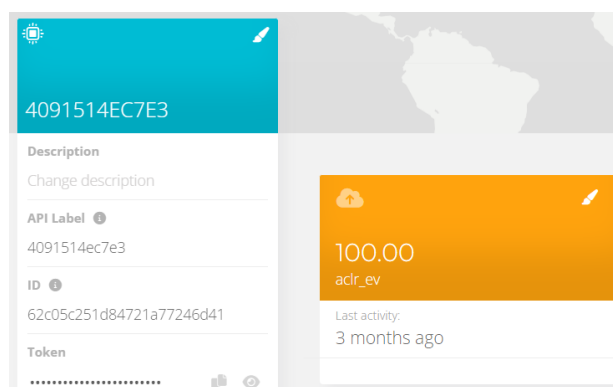 4091514EC7E3
Description
Change description
API Label
4091514ec7e3
ID
62c05c251d84721a77246d41
Token
••••••••••••••••••••••••
100.00
aclr_ev
Last activity:
3 months ago